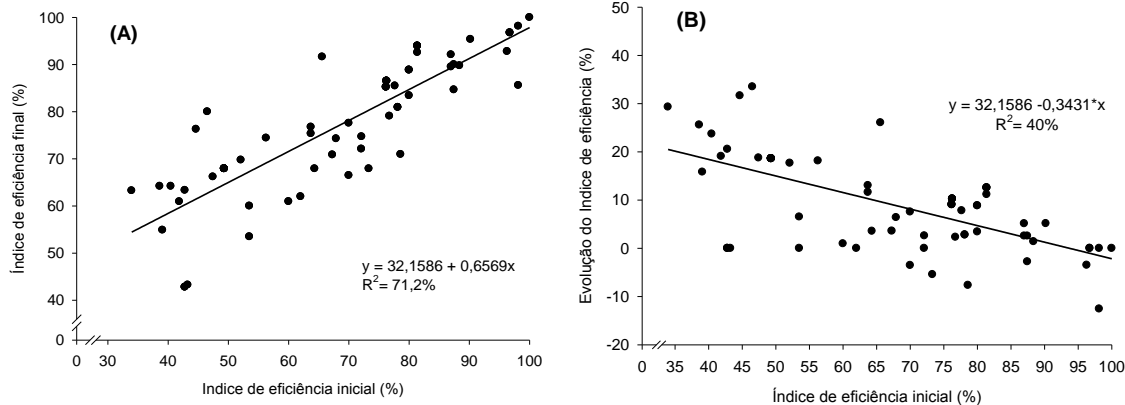 (A)
Índice de eficiência final (%)
100
90
80
70
60
50
40
0
y = 32,1586 + 0,6569x
R²= 71,2%
0 30 40 50 60 70 80 90 100
Indice de eficiência inicial (%)
(B)
Evolução do Indice de eficiência (%)
50
40
30
20
10
0
-10
-20
y = 32,1586 -0,3431*x
R²= 40%
0 35 40 45 50 55 60 65 70 75 80 85 90 95 100
Índice de eficiência inicial (%)